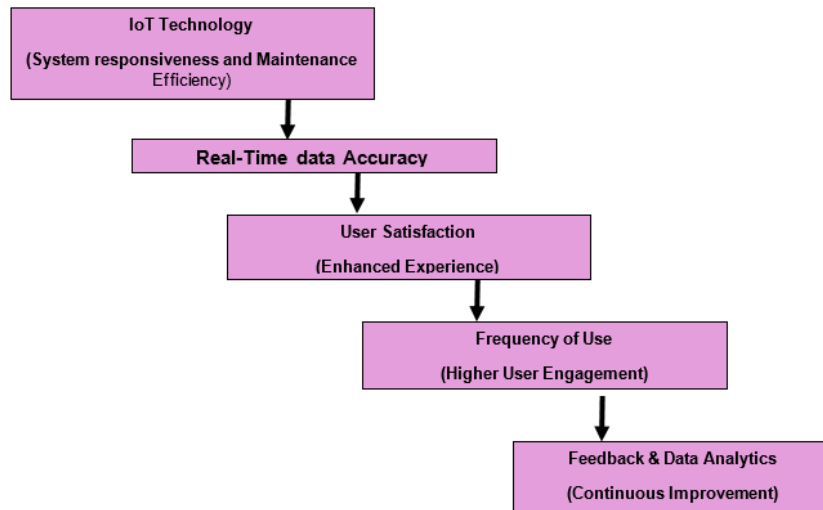 IoT Technology
(System responsiveness and Maintenance
Efficiency)
Real-Time data Accuracy
User Satisfaction
(Enhanced Experience)
Frequency of Use
(Higher User Engagement)
Feedback & Data Analytics
(Continuous Improvement)